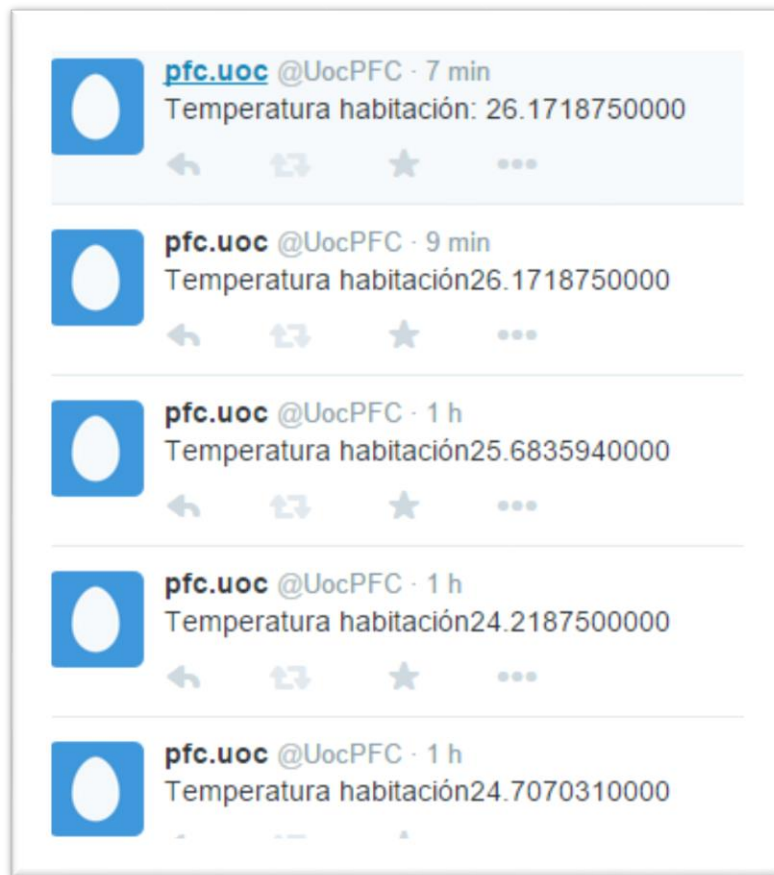 pfc.uoc @UocPFC · 7 min
Temperatura habitación: 26.1718750000
pfc.uoc @UocPFC · 9 min
Temperatura habitación26.1718750000
pfc.uoc @UocPFC · 1 h
Temperatura habitación25.6835940000
pfc.uoc @UocPFC · 1 h
Temperatura habitación24.2187500000
pfc.uoc @UocPFC · 1 h
Temperatura habitación24.7070310000